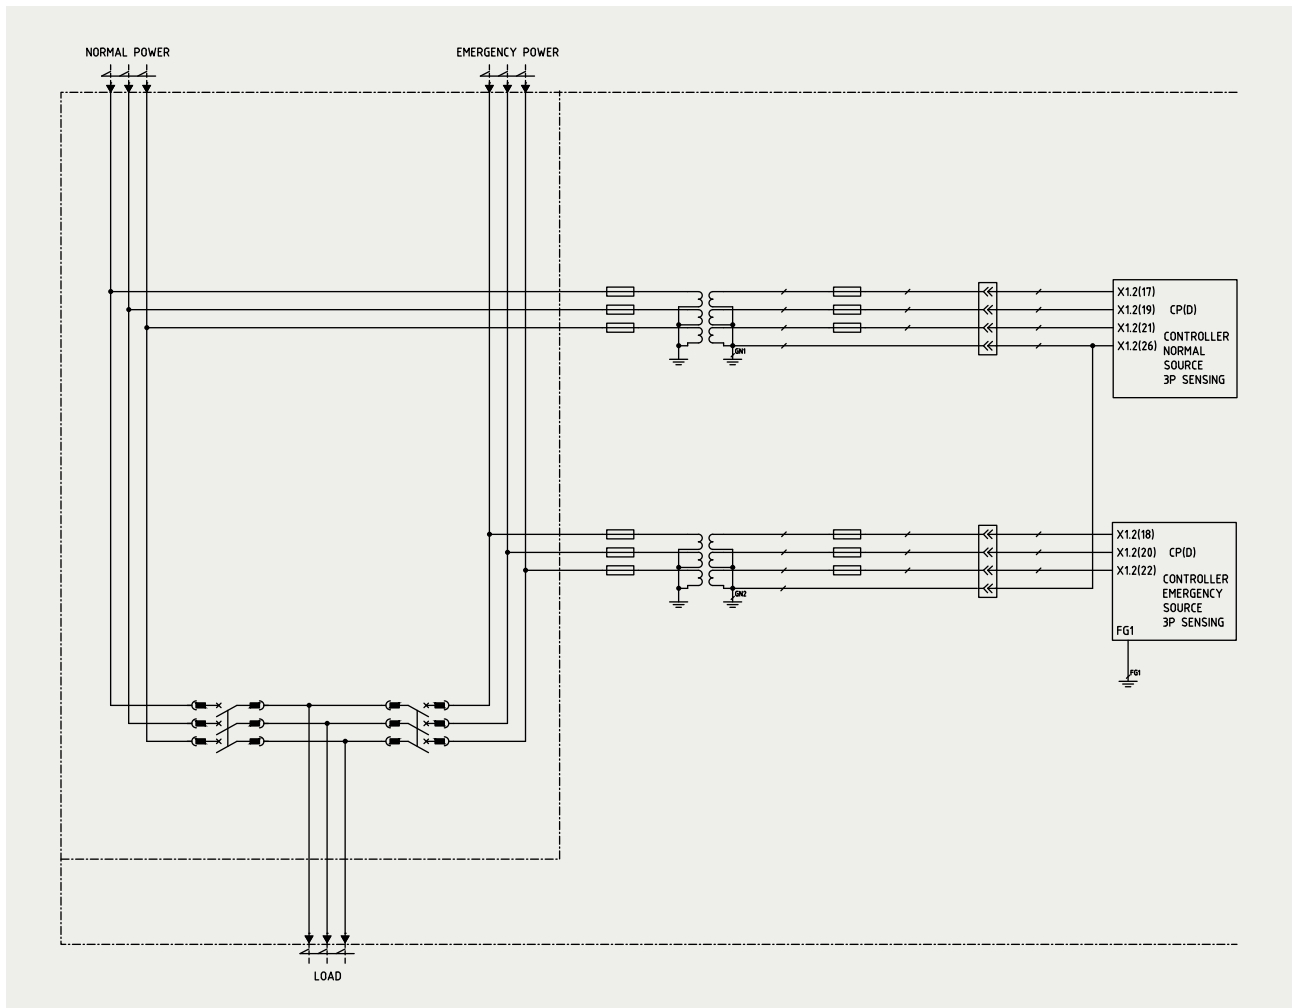 NORMAL POWER
EMERGENCY POWER
X1.2(17)
X1.2(19) CP(D)
X1.2(21)
X1.2(26)
CONTROLLER
NORMAL
SOURCE
3P SENSING
GN1
X1.2(18)
X1.2(20) CP(D)
X1.2(22)
CONTROLLER
EMERGENCY
SOURCE
3P SENSING
GN2
FG1
FG1
LOAD